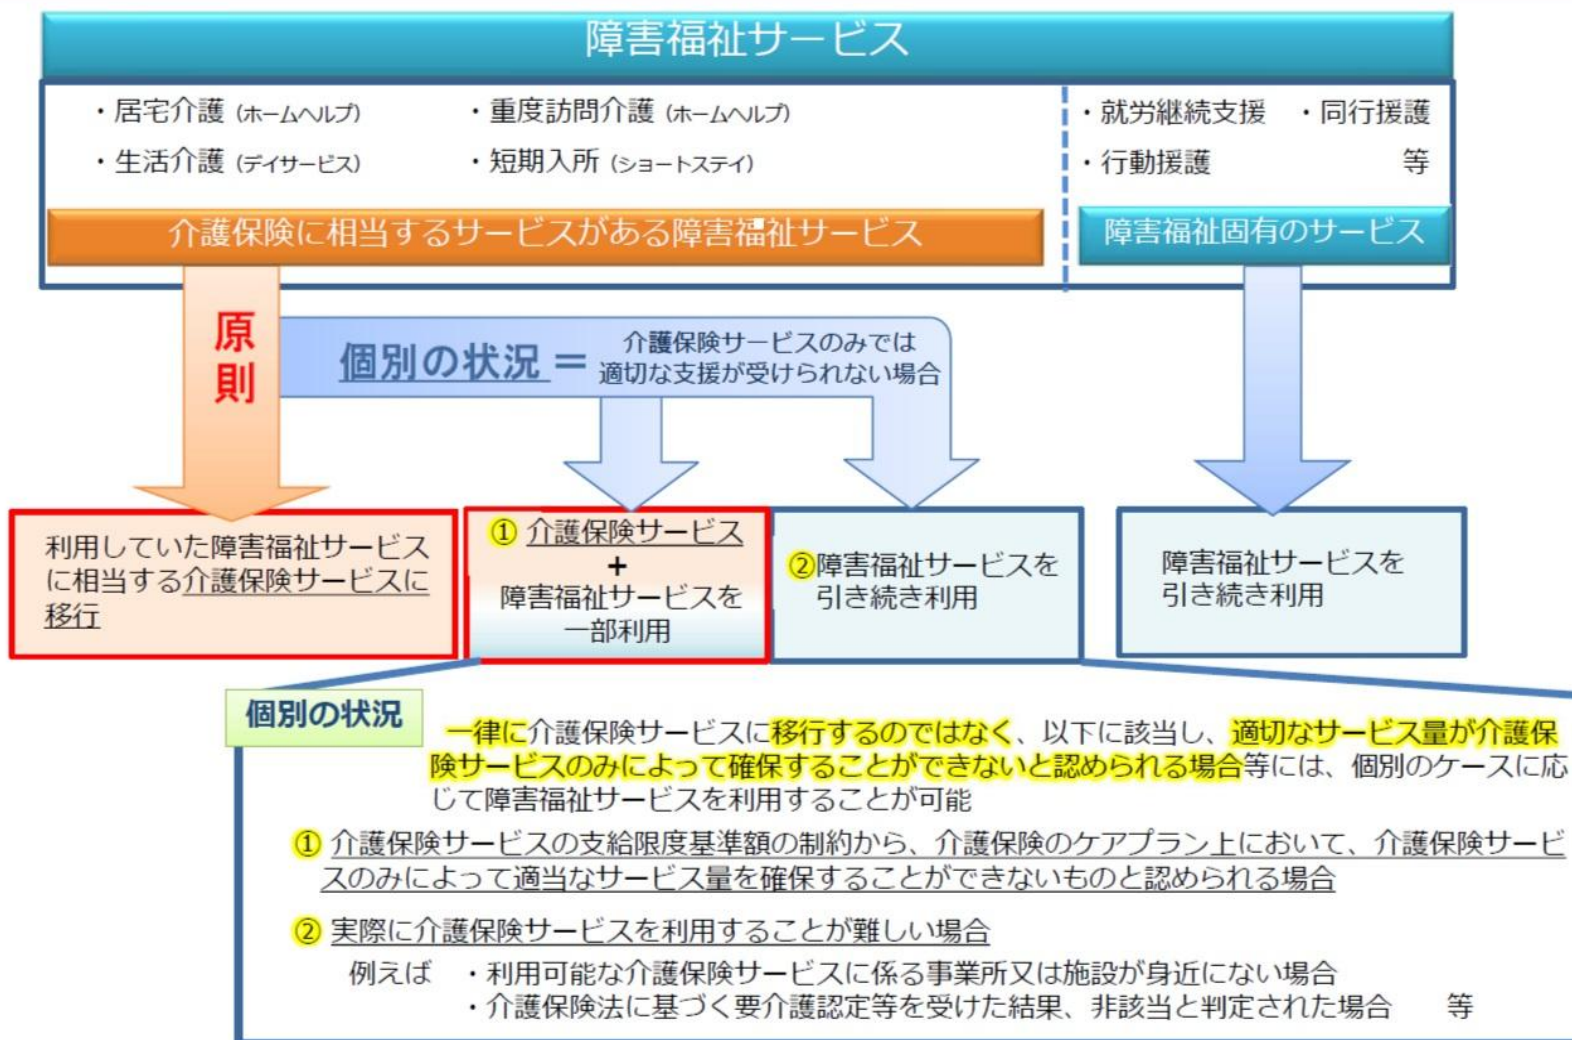 障害福祉サービス
・居宅介護（ホームヘルプ）　・重度訪問介護（ホームヘルプ）
・生活介護（デイサービス）　・短期入所（ショートステイ）
・就労継続支援　・同行援護
・行動援護　等
介護保険に相当するサービスがある障害福祉サービス
障害福祉固有のサービス
原
則
個別の状況＝
介護保険サービスのみでは
適切な支援が受けられない場合
利用していた障害福祉サービス
に相当する介護保険サービスに
移行
① 介護保険サービス
＋
障害福祉サービスを
一部利用
②障害福祉サービスを
引き続き利用
障害福祉サービスを
引き続き利用
個別の状況
一律に介護保険サービスに移行するのではなく、以下に該当し、適切なサービス量が介護保
険サービスのみによって確保することができないと認められる場合等には、個別のケースに応
じて障害福祉サービスを利用することが可能
① 介護保険サービスの支給限度基準額の制約から、介護保険のケアプラン上において、介護保険サービ
スのみによって適当なサービス量を確保することができないものと認められる場合
② 実際に介護保険サービスを利用することが難しい場合
例えば　・利用可能な介護保険サービスに係る事業所又は施設が身近にない場合
・介護保険法に基づく要介護認定等を受けた結果、非該当と判定された場合　等